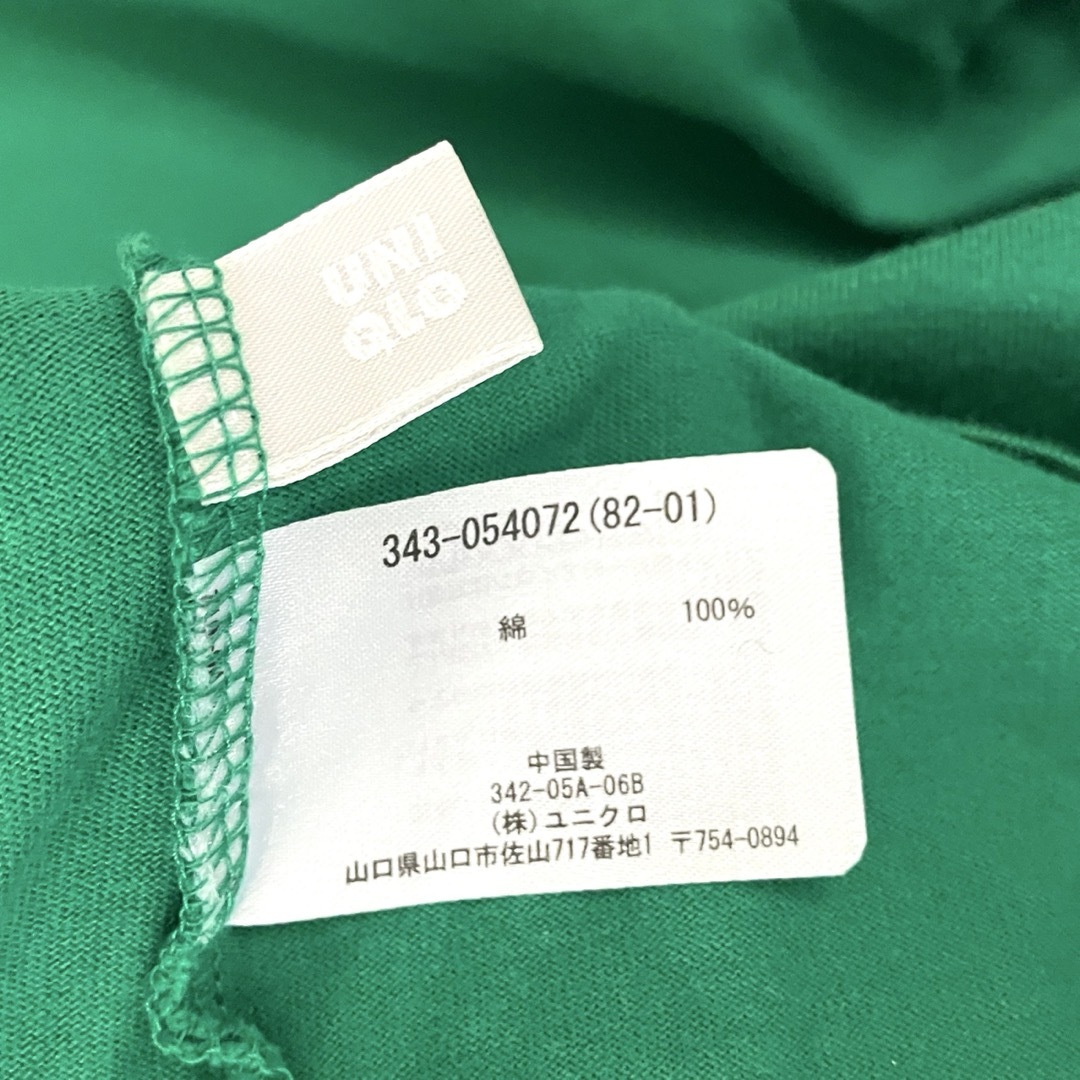 UNI
QLO
343-054072(82-01)
綿 100%
中国製
342-05A-06B
(株)ユニクロ
山口県山口市佐山717番地1 〒754-0894